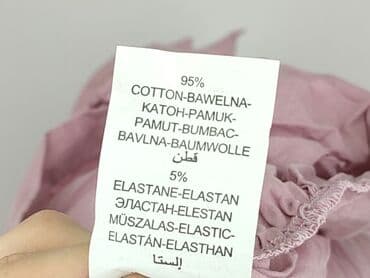 95%
COTTON-BAWELNA-
КАТОН-PAMUK-
PAMUT-BUMBAC-
BAVLNA-BAUMWOLLE
قطن
5%
ELASTANE-ELASTAN
ЭЛАСТАН-ELESTAN
MÜSZALAS-ELASTIC-
ELASTÁN-ELASTHAN
إلستا